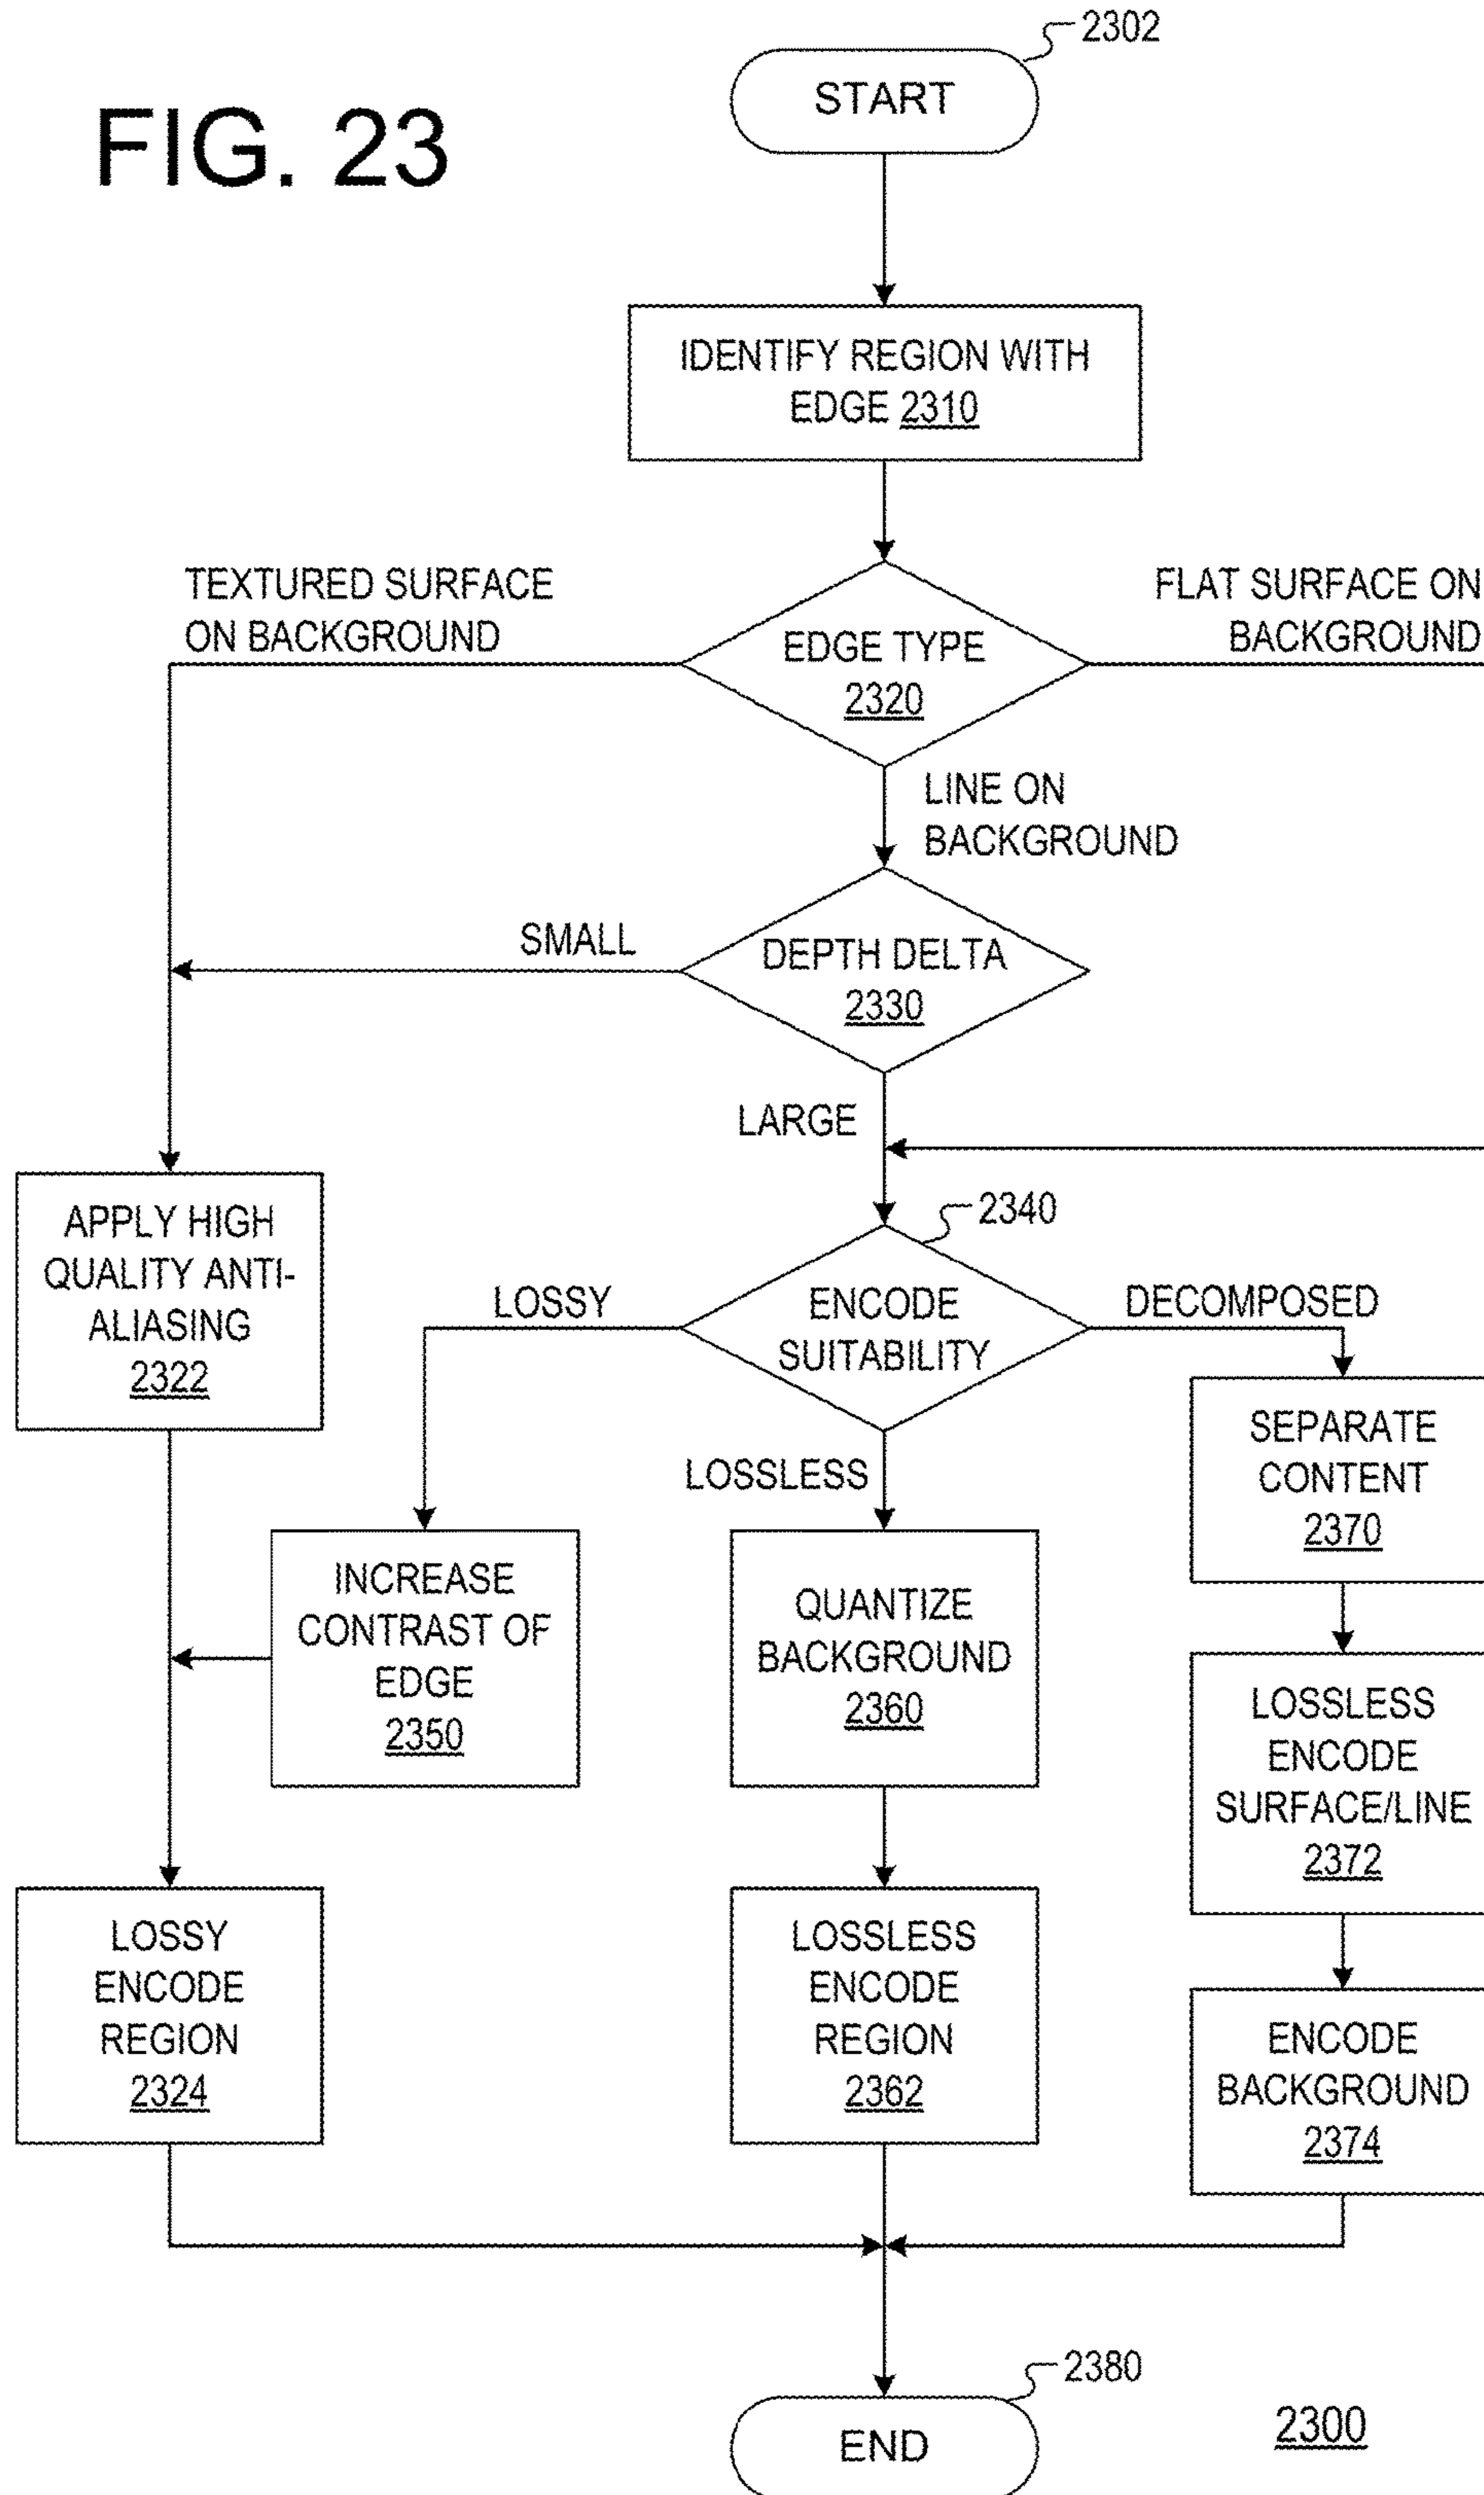 FIG. 23
2302
START
IDENTIFY REGION WITH
EDGE 2310
TEXTURED SURFACE
ON BACKGROUND
EDGE TYPE
2320
FLAT SURFACE ON
BACKGROUND
LINE ON
BACKGROUND
SMALL
DEPTH DELTA
2330
LARGE
APPLY HIGH
QUALITY ANTI-
ALIASING
2322
2340
LOSSY
ENCODE
SUITABILITY
DECOMPOSED
LOSSLESS
SEPARATE
CONTENT
2370
INCREASE
CONTRAST OF
EDGE
2350
QUANTIZE
BACKGROUND
2360
LOSSLESS
ENCODE
SURFACE/LINE
2372
LOSSY
ENCODE
REGION
2324
LOSSLESS
ENCODE
REGION
2362
ENCODE
BACKGROUND
2374
2380
END
2300